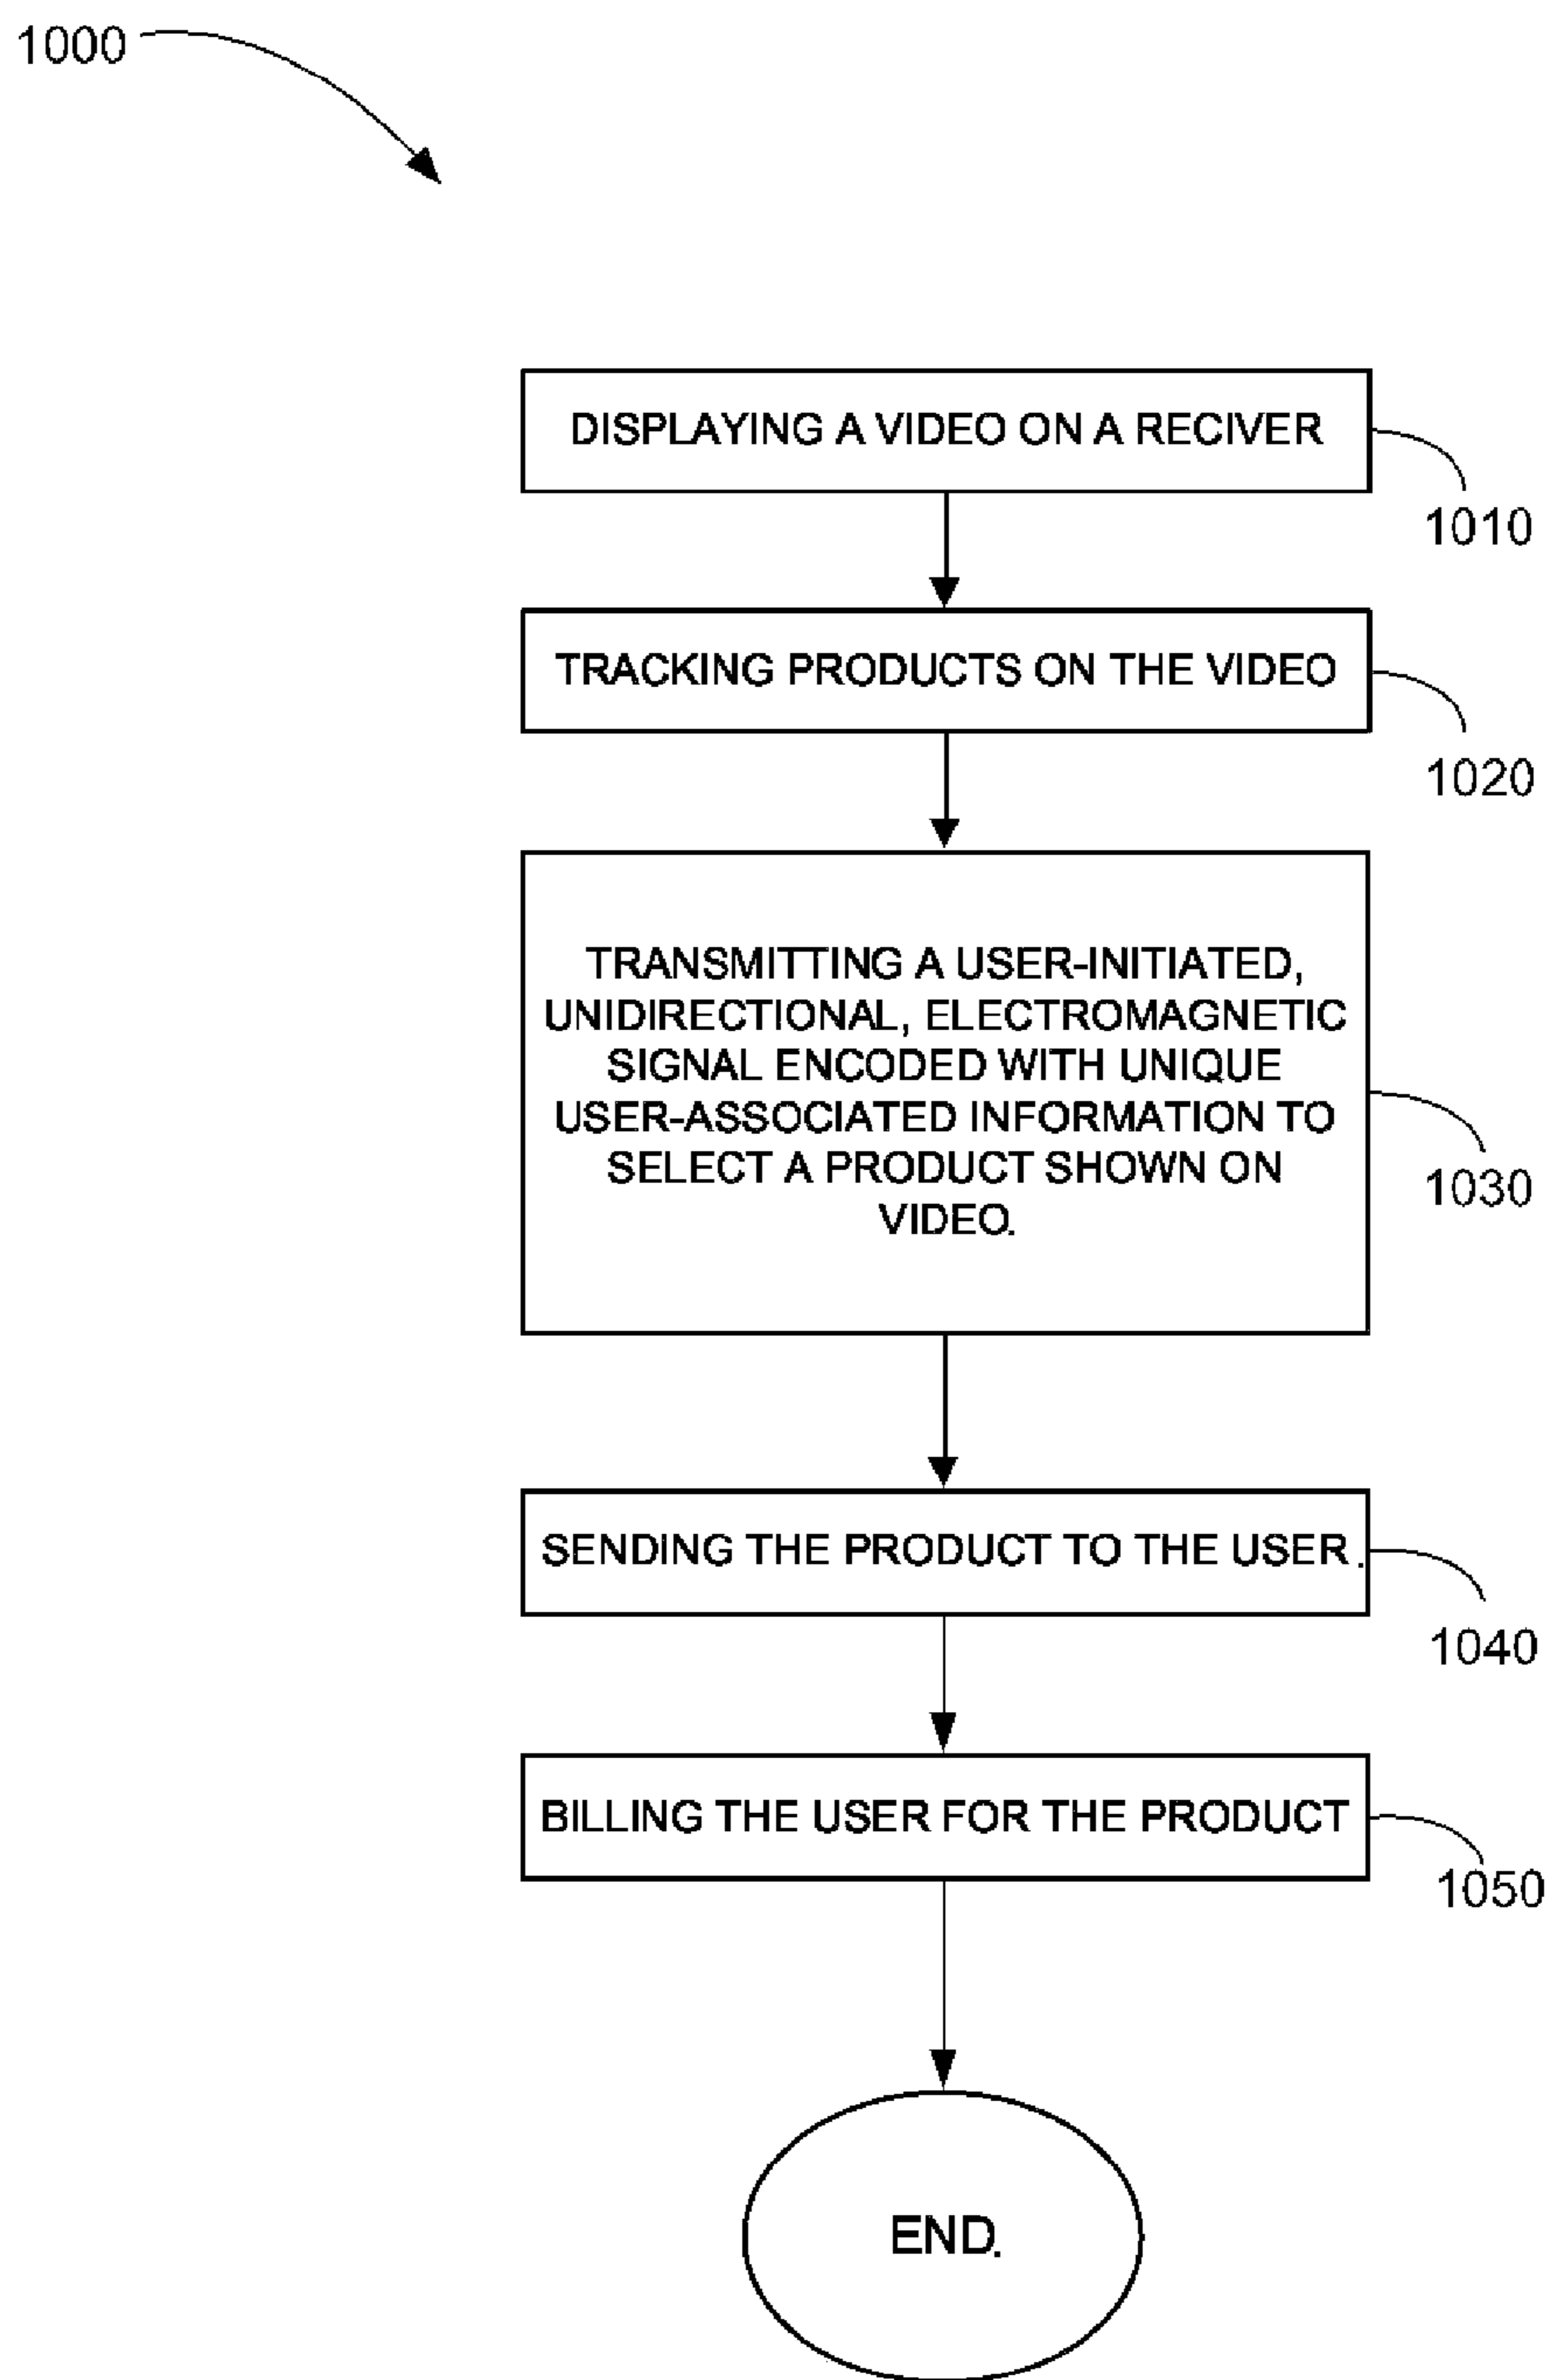 1000
DISPLAYING A VIDEO ON A RECIVER
1010
TRACKING PRODUCTS ON THE VIDEO
1020
TRANSMITTING A USER-INITIATED,
UNIDIRECTIONAL, ELECTROMAGNETIC
SIGNAL ENCODED WITH UNIQUE
USER-ASSOCIATED INFORMATION TO
SELECT A PRODUCT SHOWN ON
VIDEO.
1030
SENDING THE PRODUCT TO THE USER.
1040
BILLING THE USER FOR THE PRODUCT
1050
END.